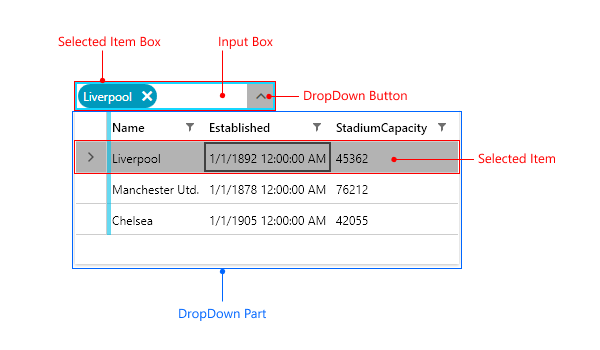 Selected Item Box
Input Box
Liverpool
DropDown Button
Name Established StadiumCapacity
Liverpool 1/1/1892 12:00:00 AM 45362
Selected Item
Manchester Utd. 1/1/1878 12:00:00 AM 76212
Chelsea 1/1/1905 12:00:00 AM 42055
DropDown Part